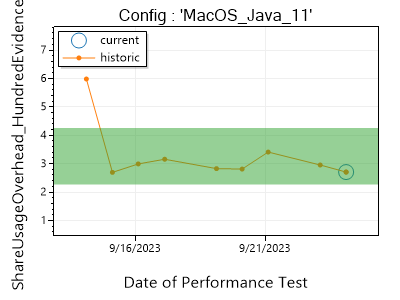 Config : 'MacOS_Java_11'
ShareUsageOverhead_HundredEvidence
current
historic
7
6
5
4
3
2
1
9/16/2023
9/21/2023
Date of Performance Test